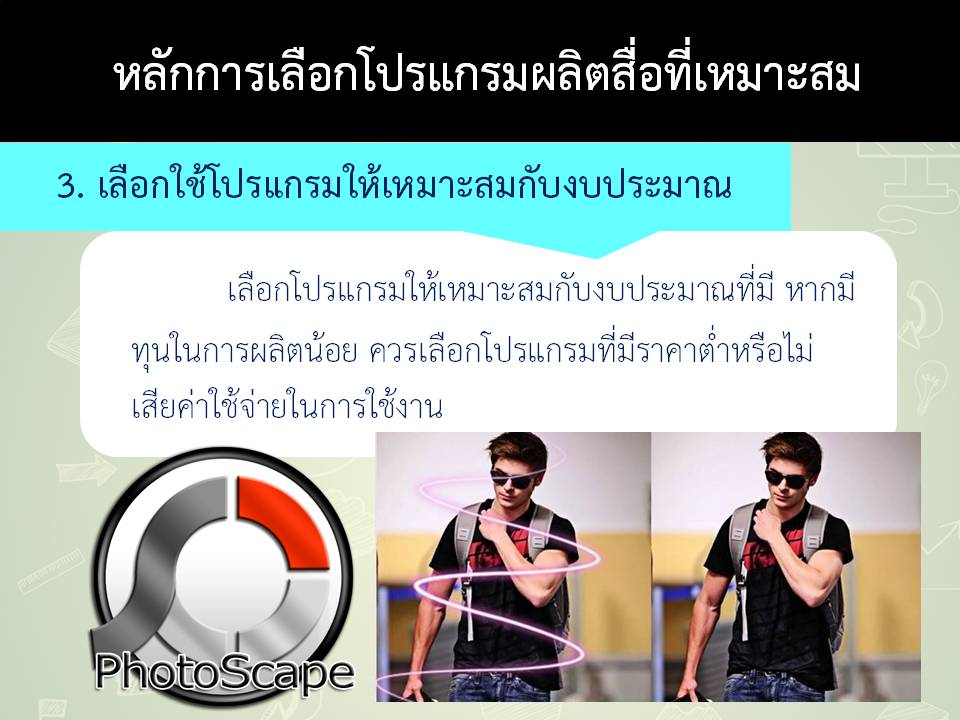 หลักการเลือกโปรแกรมผลิตสื่อที่เหมาะสม
3. เลือกใช้โปรแกรมให้เหมาะสมกับงบประมาณ
เลือกโปรแกรมให้เหมาะสมกับงบประมาณที่มี หากมี
ทุนในการผลิตน้อย ควรเลือกโปรแกรมที่มีราคาต่ำหรือไม่
เสียค่าใช้จ่ายในการใช้งาน
PhotoScape